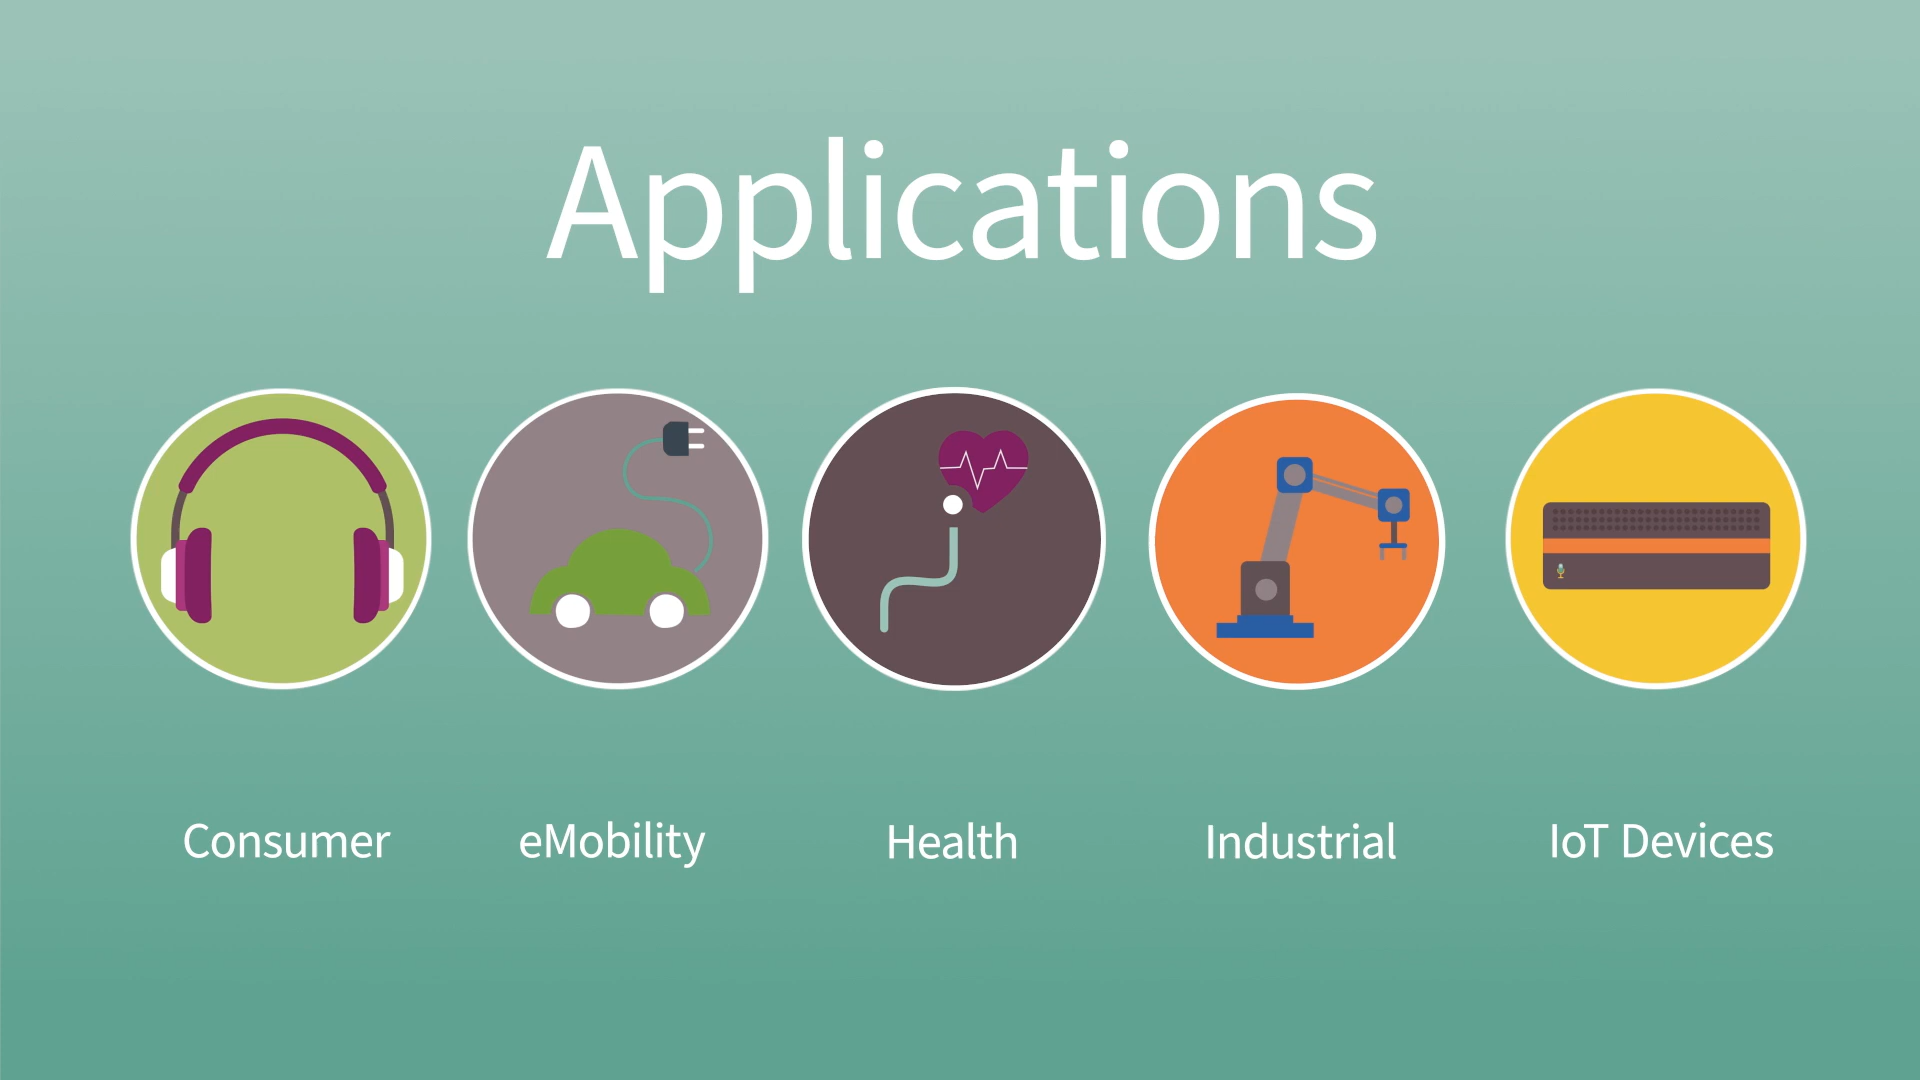 Applications
Consumer
eMobility
Health
Industrial
IoT Devices